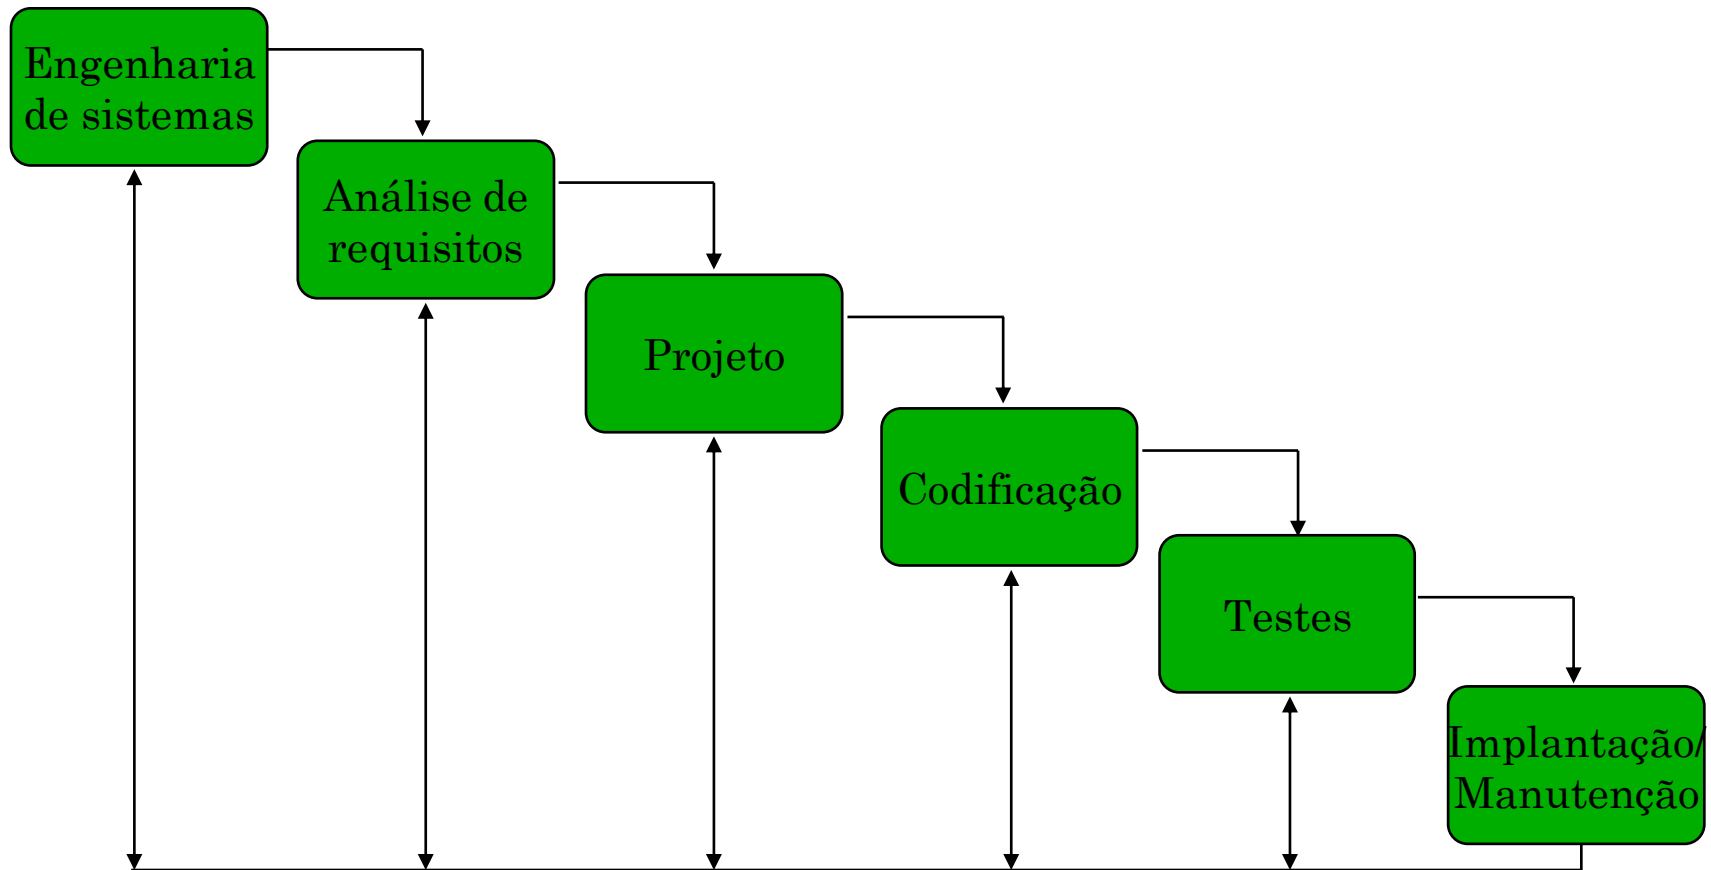 Engenharia
de sistemas
Análise de
requisitos
Projeto
Codificação
Testes
Implantação/
Manutenção